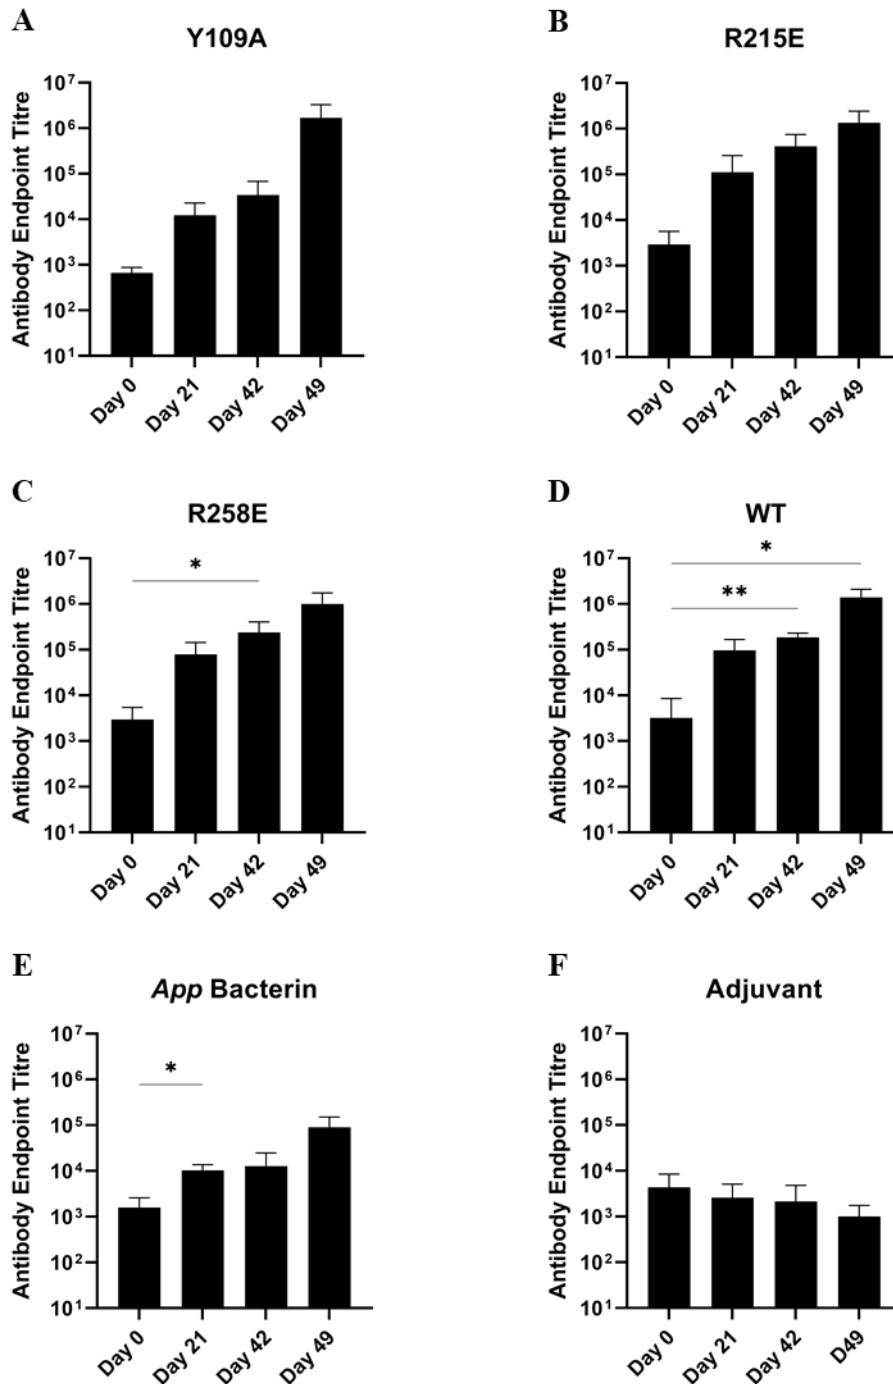 A
Y109A
Antibody Endpoint Titre
10⁷
10⁶
10⁵
10⁴
10³
10²
10¹
Day 0
Day 21
Day 42
Day 49
B
R215E
Antibody Endpoint Titre
10⁷
10⁶
10⁵
10⁴
10³
10²
10¹
Day 0
Day 21
Day 42
Day 49
C
R258E
*
Antibody Endpoint Titre
10⁷
10⁶
10⁵
10⁴
10³
10²
10¹
Day 0
Day 21
Day 42
Day 49
D
WT
*
**
Antibody Endpoint Titre
10⁷
10⁶
10⁵
10⁴
10³
10²
10¹
Day 0
Day 21
Day 42
Day 49
E
App Bacterin
*
Antibody Endpoint Titre
10⁷
10⁶
10⁵
10⁴
10³
10²
10¹
Day 0
Day 21
Day 42
Day 49
F
Adjuvant
Antibody Endpoint Titre
10⁷
10⁶
10⁵
10⁴
10³
10²
10¹
Day 0
Day 21
Day 42
D49